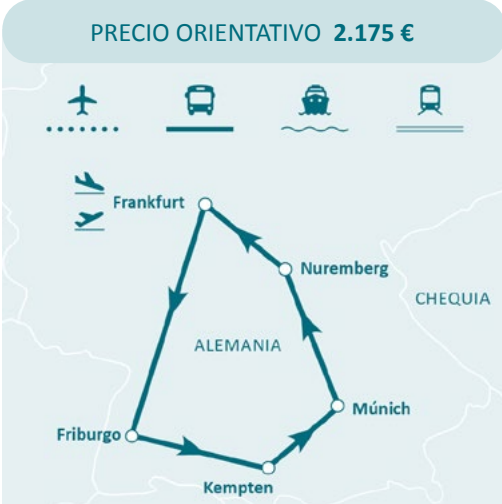 PRECIO ORIENTATIVO 2.175 €
Frankfurt
Nuremberg
CHEQUIA
ALEMANIA
Múnich
Friburgo
Kempten